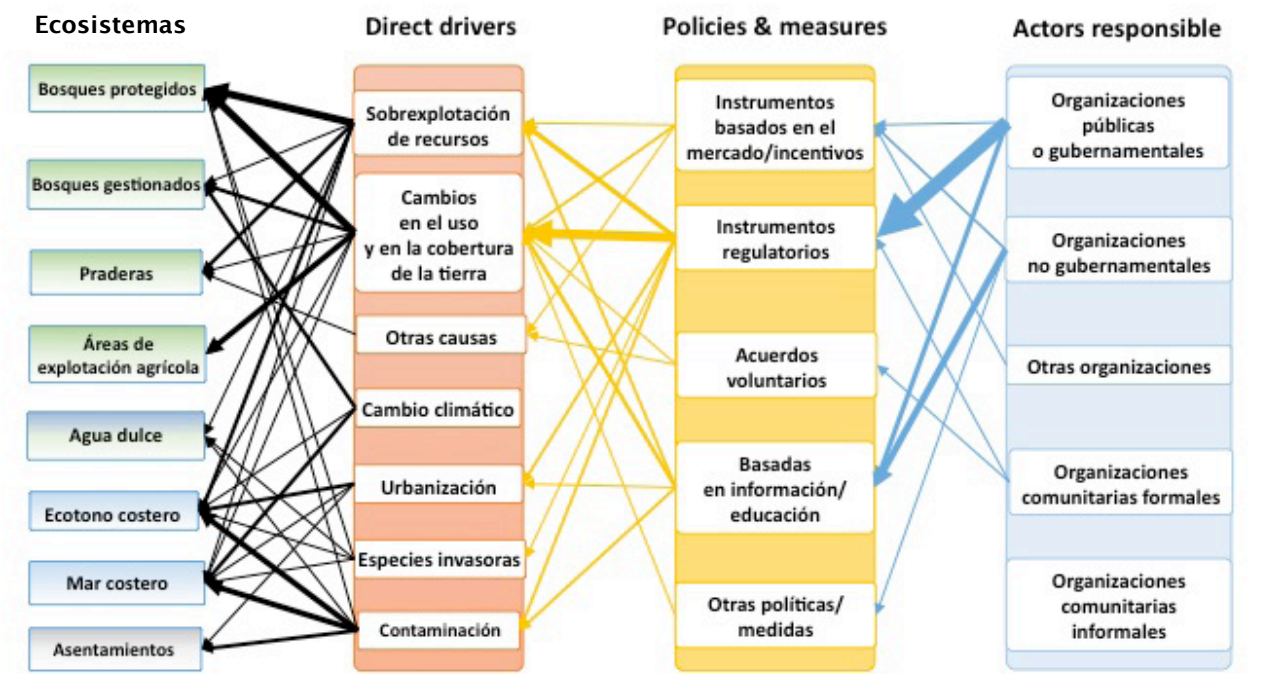 Ecosistemas
Direct drivers
Policies & measures
Actors responsible
Bosques protegidos
Bosques gestionados
Praderas
Áreas de
explotación agrícola
Agua dulce
Ecotono costero
Mar costero
Asentamientos
Sobrexplotación
de recursos
Cambios
en el uso
y en la cobertura
de la tierra
Otras causas
Cambio climático
Urbanización
Especies invasoras
Contaminación
Instrumentos
basados en el
mercado/incentivos
Instrumentos
regulatorios
Acuerdos
voluntarios
Basadas
en información/
educación
Otras políticas/
medidas
Organizaciones
públicas
o gubernamentales
Organizaciones
no gubernamentales
Otras organizaciones
Organizaciones
comunitarias formales
Organizaciones
comunitarias
informales